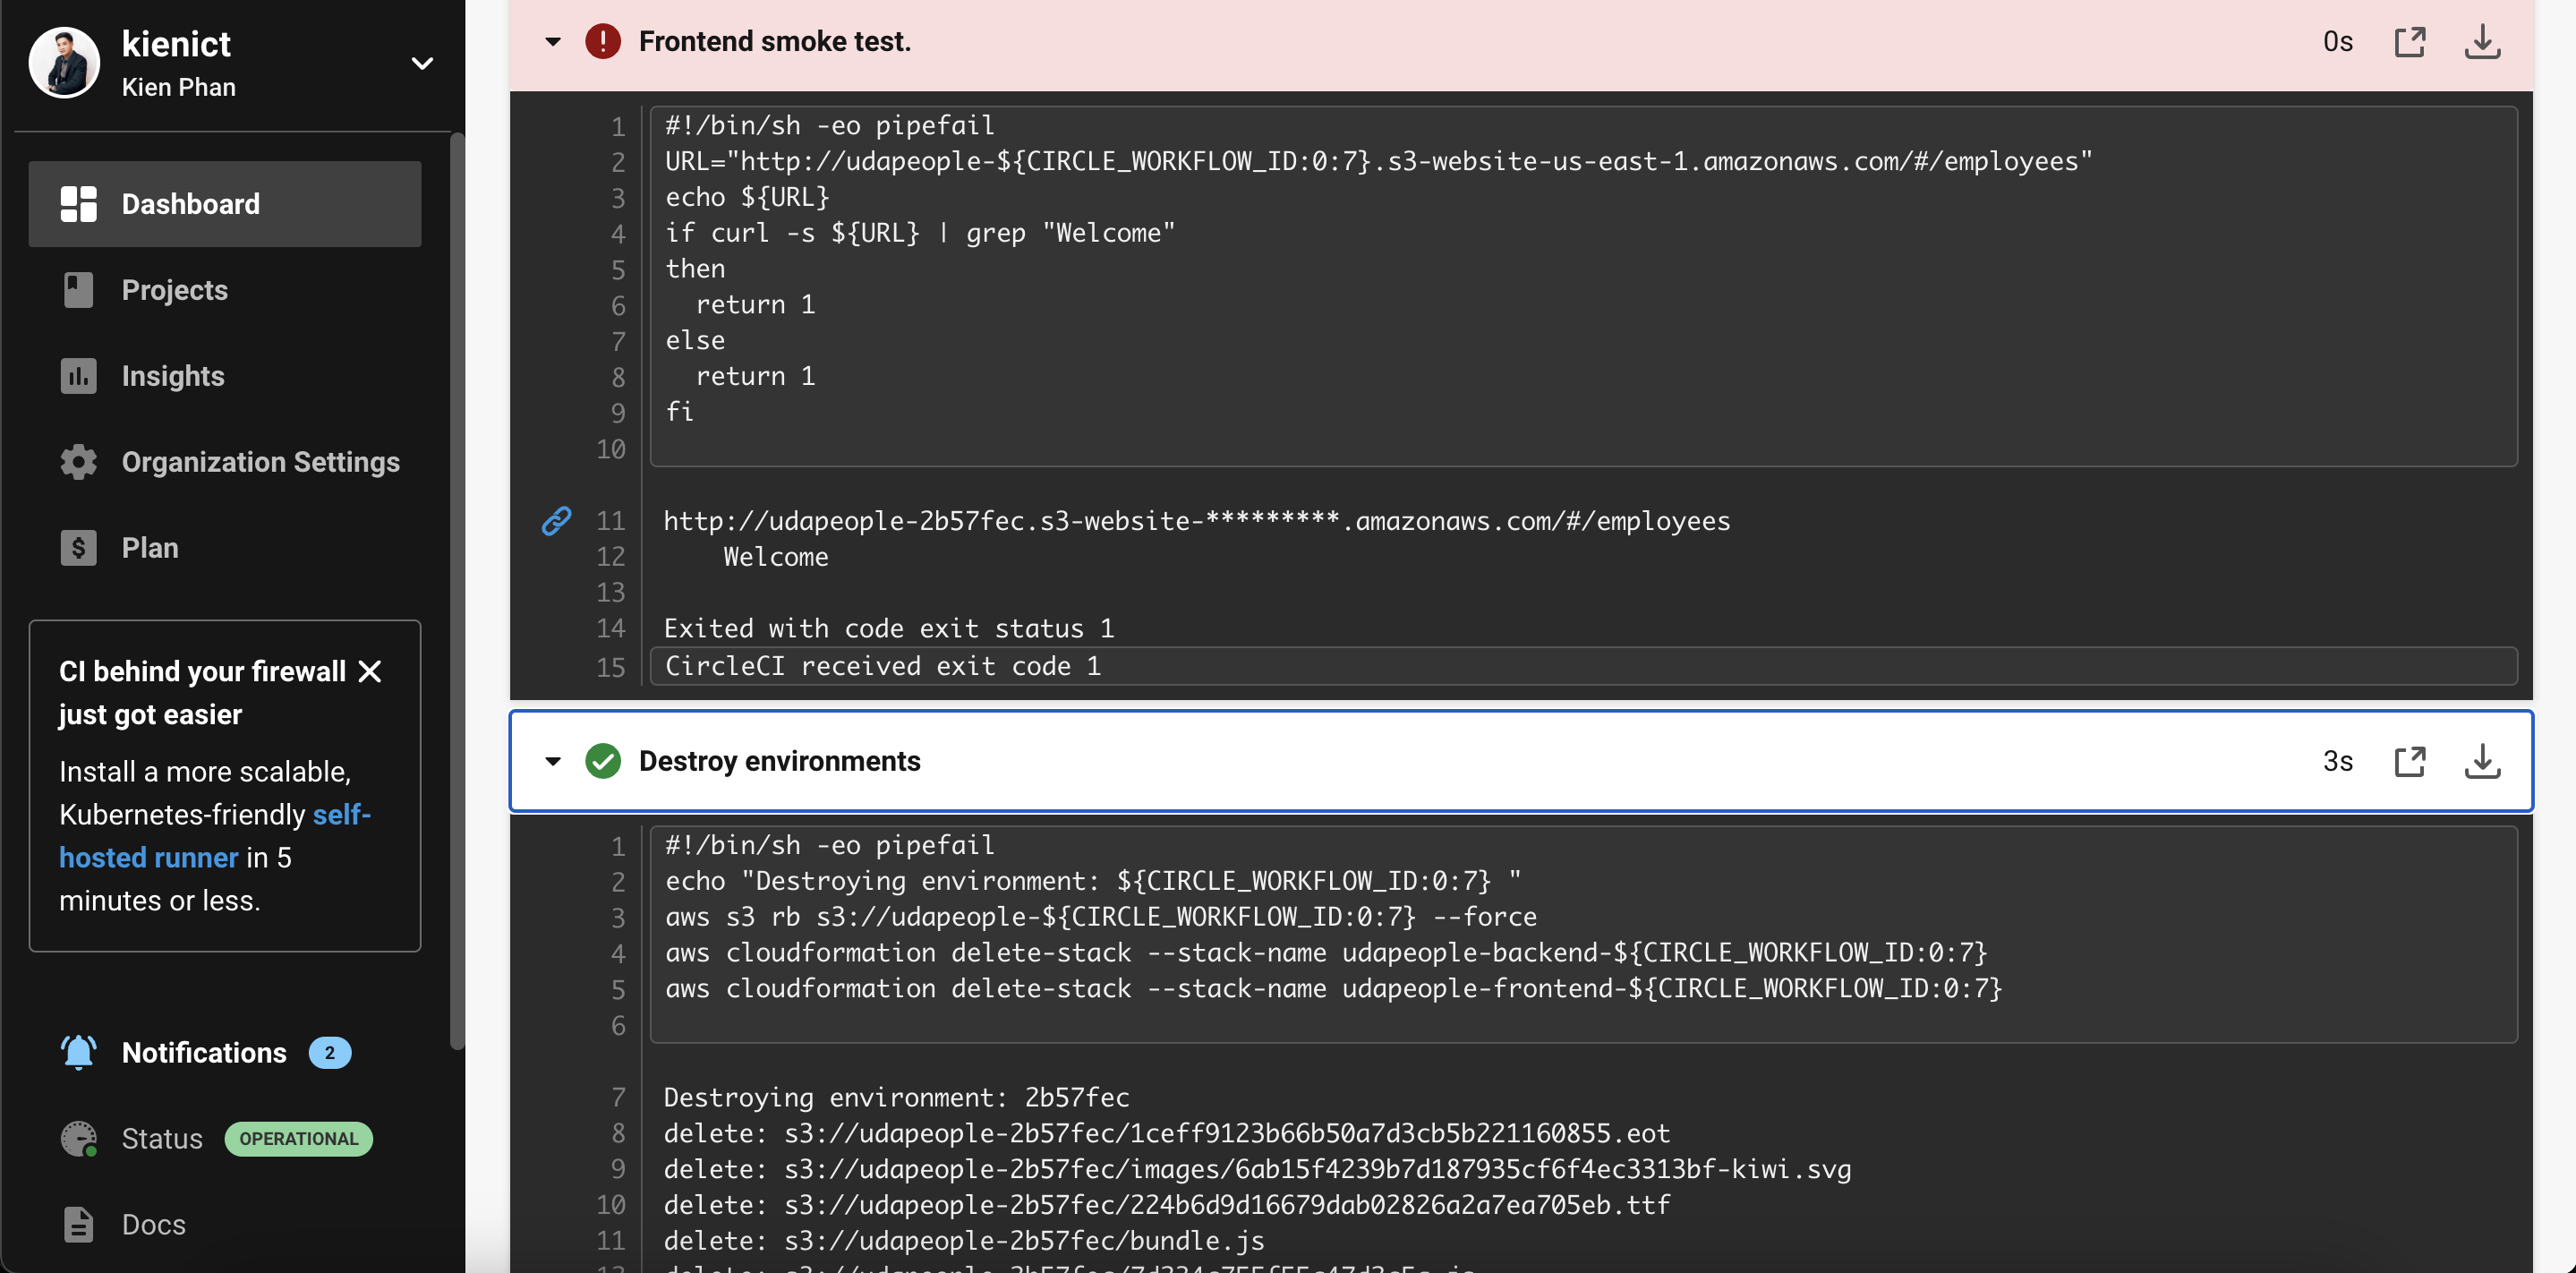 kienict
Kien Phan
Dashboard
Projects
Insights
Organization Settings
Plan
CI behind your firewall
just got easier
Install a more scalable,
Kubernetes-friendly self-
hosted runner in 5
minutes or less.
Notifications 2
Status OPERATIONAL
Docs
Frontend smoke test. 0s
1 #!/bin/sh -eo pipefail
2 URL="http://udapeople-${CIRCLE_WORKFLOW_ID:0:7}.s3-website-us-east-1.amazonaws.com/#/employees"
3 echo ${URL}
4 if curl -s ${URL} | grep "Welcome"
5 then
6   return 1
7 else
8   return 1
9 fi
10
11 http://udapeople-2b57fec.s3-website-*********.amazonaws.com/#/employees
12     Welcome
13
14 Exited with code exit status 1
15 CircleCI received exit code 1
Destroy environments 3s
1 #!/bin/sh -eo pipefail
2 echo "Destroying environment: ${CIRCLE_WORKFLOW_ID:0:7} "
3 aws s3 rb s3://udapeople-${CIRCLE_WORKFLOW_ID:0:7} --force
4 aws cloudformation delete-stack --stack-name udapeople-backend-${CIRCLE_WORKFLOW_ID:0:7}
5 aws cloudformation delete-stack --stack-name udapeople-frontend-${CIRCLE_WORKFLOW_ID:0:7}
6
7 Destroying environment: 2b57fec
8 delete: s3://udapeople-2b57fec/1ceff9123b66b50a7d3cb5b221160855.eot
9 delete: s3://udapeople-2b57fec/images/6ab15f4239b7d187935cf6f4ec3313bf-kiwi.svg
10 delete: s3://udapeople-2b57fec/224b6d9d16679dab02826a2a7ea705eb.ttf
11 delete: s3://udapeople-2b57fec/bundle.js